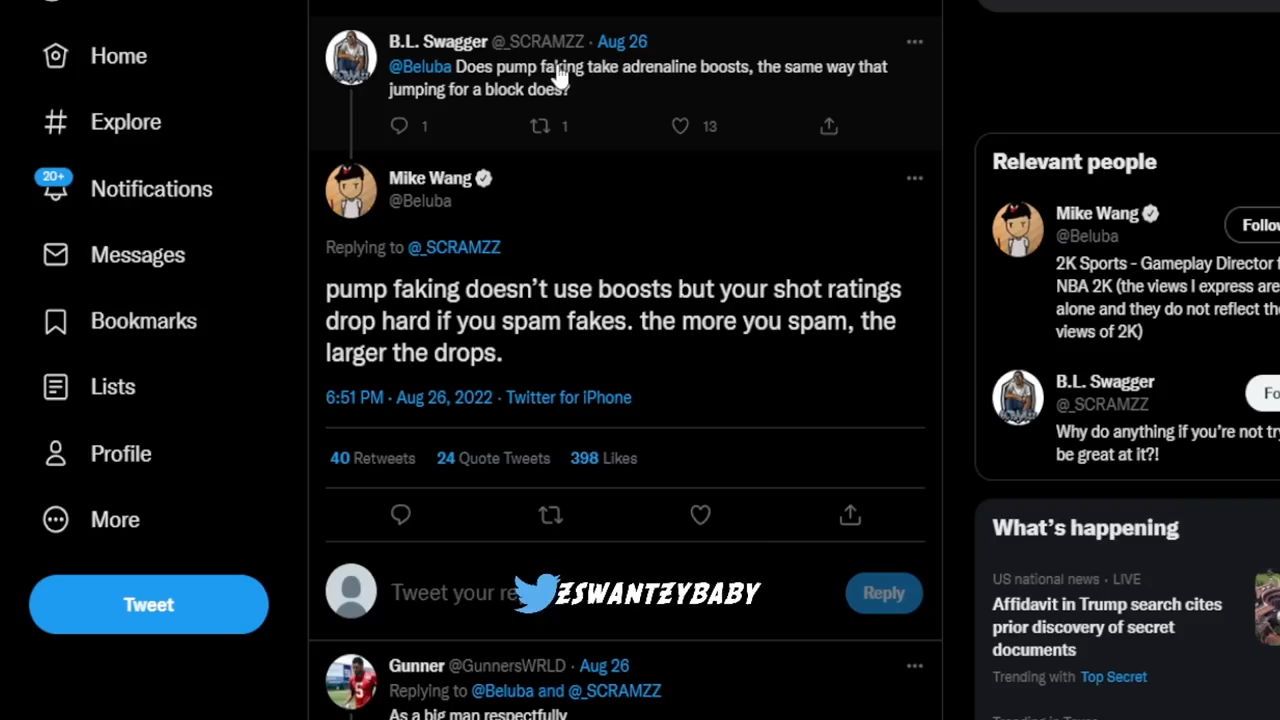 Home
Explore
20+
Notifications
Messages
Bookmarks
Lists
Profile
More
Tweet
B.L. Swagger @_SCRAMZZ · Aug 26
@Beluba Does pump faking take adrenaline boosts, the same way that
jumping for a block does?
1 1 13
Mike Wang
@Beluba
Replying to @_SCRAMZZ
pump faking doesn't use boosts but your shot ratings
drop hard if you spam fakes. the more you spam, the
larger the drops.
6:51 PM · Aug 26, 2022 · Twitter for iPhone
40 Retweets 24 Quote Tweets 398 Likes
Tweet your re
ZSWANTZYBABY
Reply
Gunner @GunnersWRLD · Aug 26
Replying to @Beluba and @_SCRAMZZ
As a big man respectfully
Relevant people
Mike Wang
@Beluba
Follow
2K Sports - Gameplay Director f
NBA 2K (the views I express are
alone and they do not reflect the
views of 2K)
B.L. Swagger
@_SCRAMZZ
Fo
Why do anything if you're not try
be great at it?!
What's happening
US national news · LIVE
Affidavit in Trump search cites
prior discovery of secret
documents
Trending with Top Secret